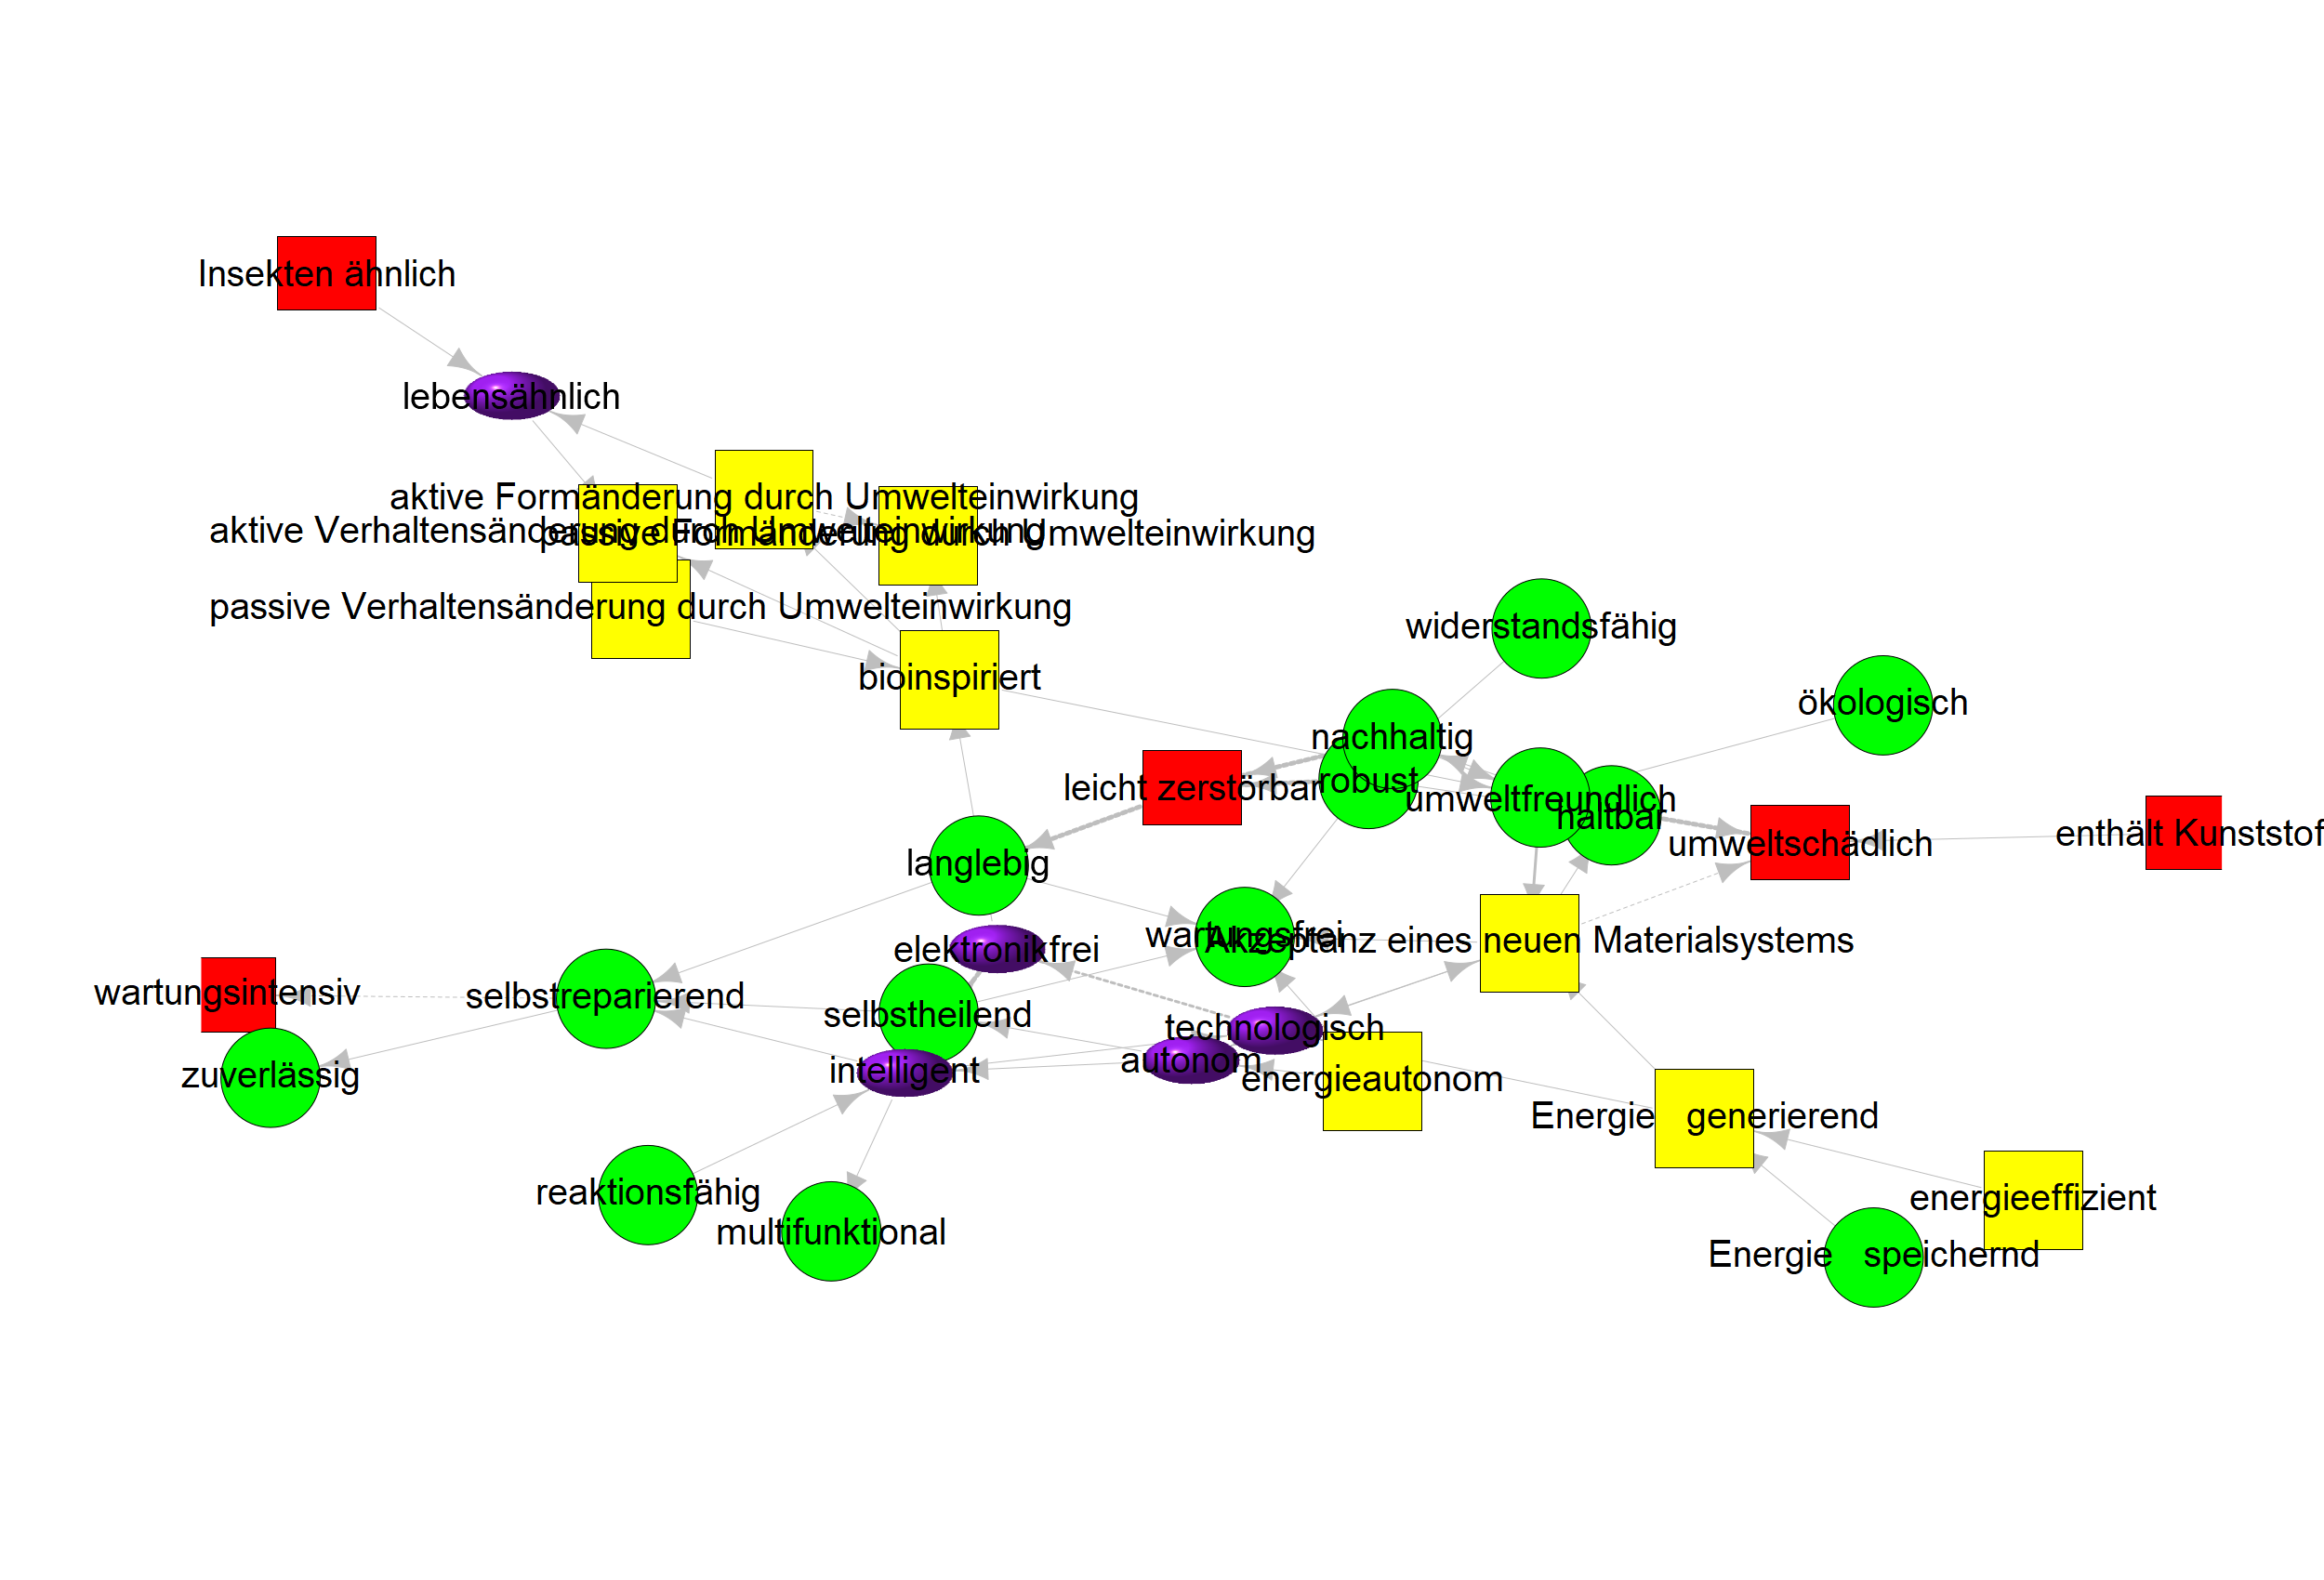 Insekten ähnlich
lebensähnlich
aktive Formänderung durch Umwelteinwirkung
aktive Verhaltensänderung durch Umwelteinwirkung
passive Formänderung durch Umwelteinwirkung
passive Verhaltensänderung durch Umwelteinwirkung
widerstandsfähig
bioinspiriert
ökologisch
nachhaltig
leicht zerstörbar
robust
umweltfreundlich
haltbar
umweltschädlich
enthält Kunststof
langlebig
elektronikfrei
wartungsfrei
Akzeptanz eines neuen Materialsystems
wartungsintensiv
selbstreparierend
selbstheilend
technologisch
autonom
intelligent
energieautonom
zuverlässig
Energie generierend
reaktionsfähig
energieeffizient
multifunktional
Energie speichernd